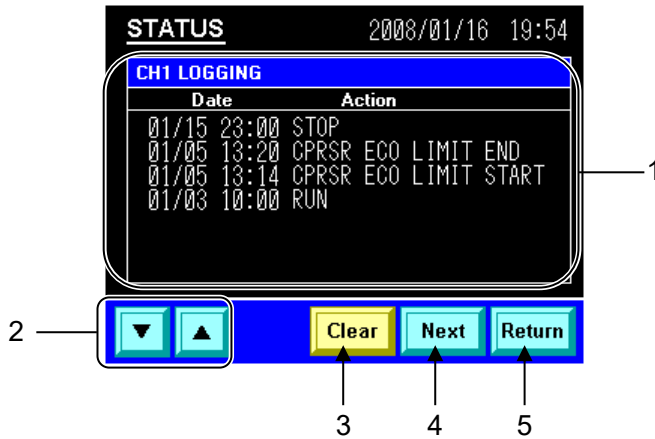 STATUS 2008/01/16 19:54
CH1 LOGGING
Date Action
01/15 23:00 STOP
01/05 13:20 CPRSR ECO LIMIT END
01/05 13:14 CPRSR ECO LIMIT START
01/03 10:00 RUN
1
2 ▼ ▲ Clear Next Return
3 4 5